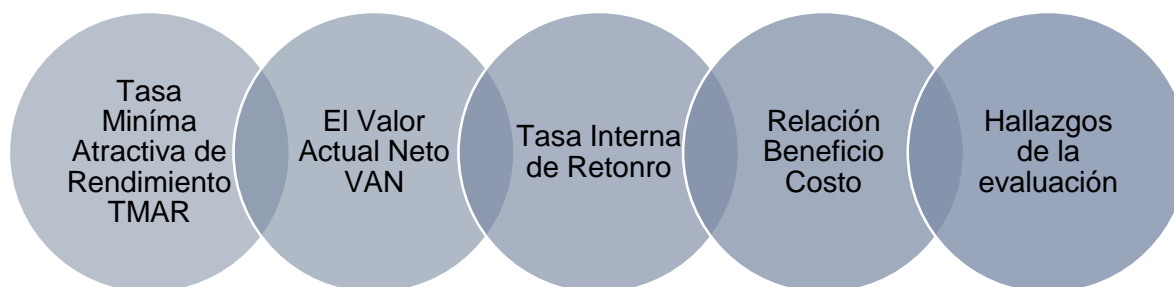 Tasa
Miníma
Atractiva de
Rendimiento
TMAR
El Valor
Actual Neto
VAN
Tasa Interna
de Retonro
Relación
Beneficio
Costo
Hallazgos
de la
evaluación